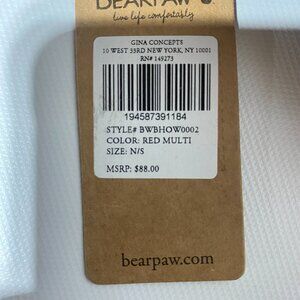 BEARPAW
live life comfortably
GINA CONCEPTS
10 WEST 33RD NEW YORK, NY 10001
RN# 149273
194587391184
STYLE# BWBHOW0002
COLOR: RED MULTI
SIZE: N/S
MSRP: $88.00
bearpaw.com